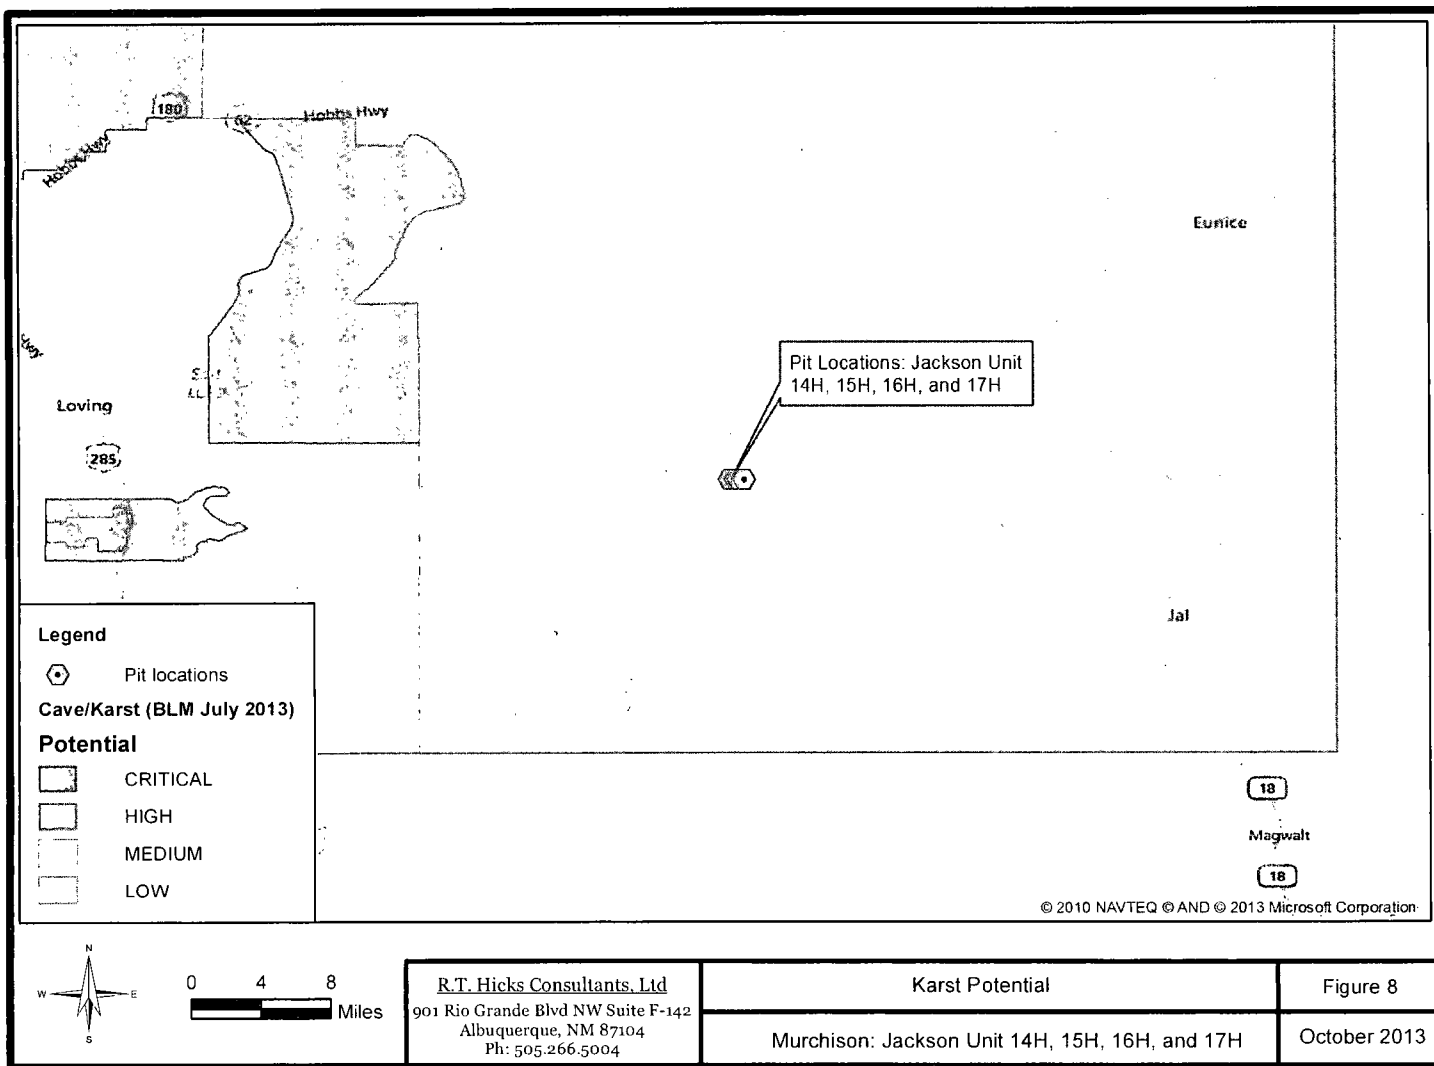 180
62
Hobbs Hwy
Hobbs Hwy
Eunice
Hwy
Pit Locations: Jackson Unit
14H, 15H, 16H, and 17H
Loving
285
Jal
Legend
Pit locations
Cave/Karst (BLM July 2013)
Potential
CRITICAL
HIGH
MEDIUM
LOW
18
Magwalt
18
© 2010 NAVTEQ © AND © 2013 Microsoft Corporation
N
W
E
S
0 4 8
Miles
R.T. Hicks Consultants, Ltd
901 Rio Grande Blvd NW Suite F-142
Albuquerque, NM 87104
Ph: 505.266.5004
Karst Potential
Murchison: Jackson Unit 14H, 15H, 16H, and 17H
Figure 8
October 2013